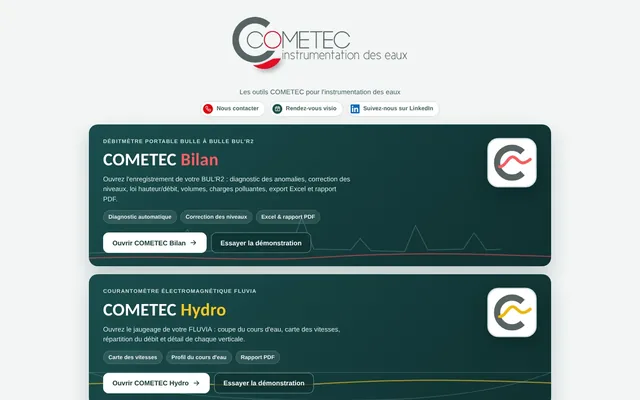 COMETEC
instrumentation des eaux
Les outils COMETEC pour l'instrumentation des eaux
Nous contacter
Rendez-vous visio
Suivez-nous sur LinkedIn
DÉBITMÈTRE PORTABLE BULLE À BULLE BUL'R2
COMETEC Bilan
Ouvrez l'enregistrement de votre BUL'R2 : diagnostic des anomalies, correction des
niveaux, loi hauteur/débit, volumes, charges polluantes, export Excel et rapport
PDF.
Diagnostic automatique
Correction des niveaux
Excel & rapport PDF
Ouvrir COMETEC Bilan →
Essayer la démonstration
COURANTOMÈTRE ÉLECTROMAGNÉTIQUE FLUVIA
COMETEC Hydro
Ouvrez le jaugeage de votre FLUVIA : coupe du cours d'eau, carte des vitesses,
répartition du débit et détail de chaque verticale.
Carte des vitesses
Profil du cours d'eau
Rapport PDF
Ouvrir COMETEC Hydro →
Essayer la démonstration